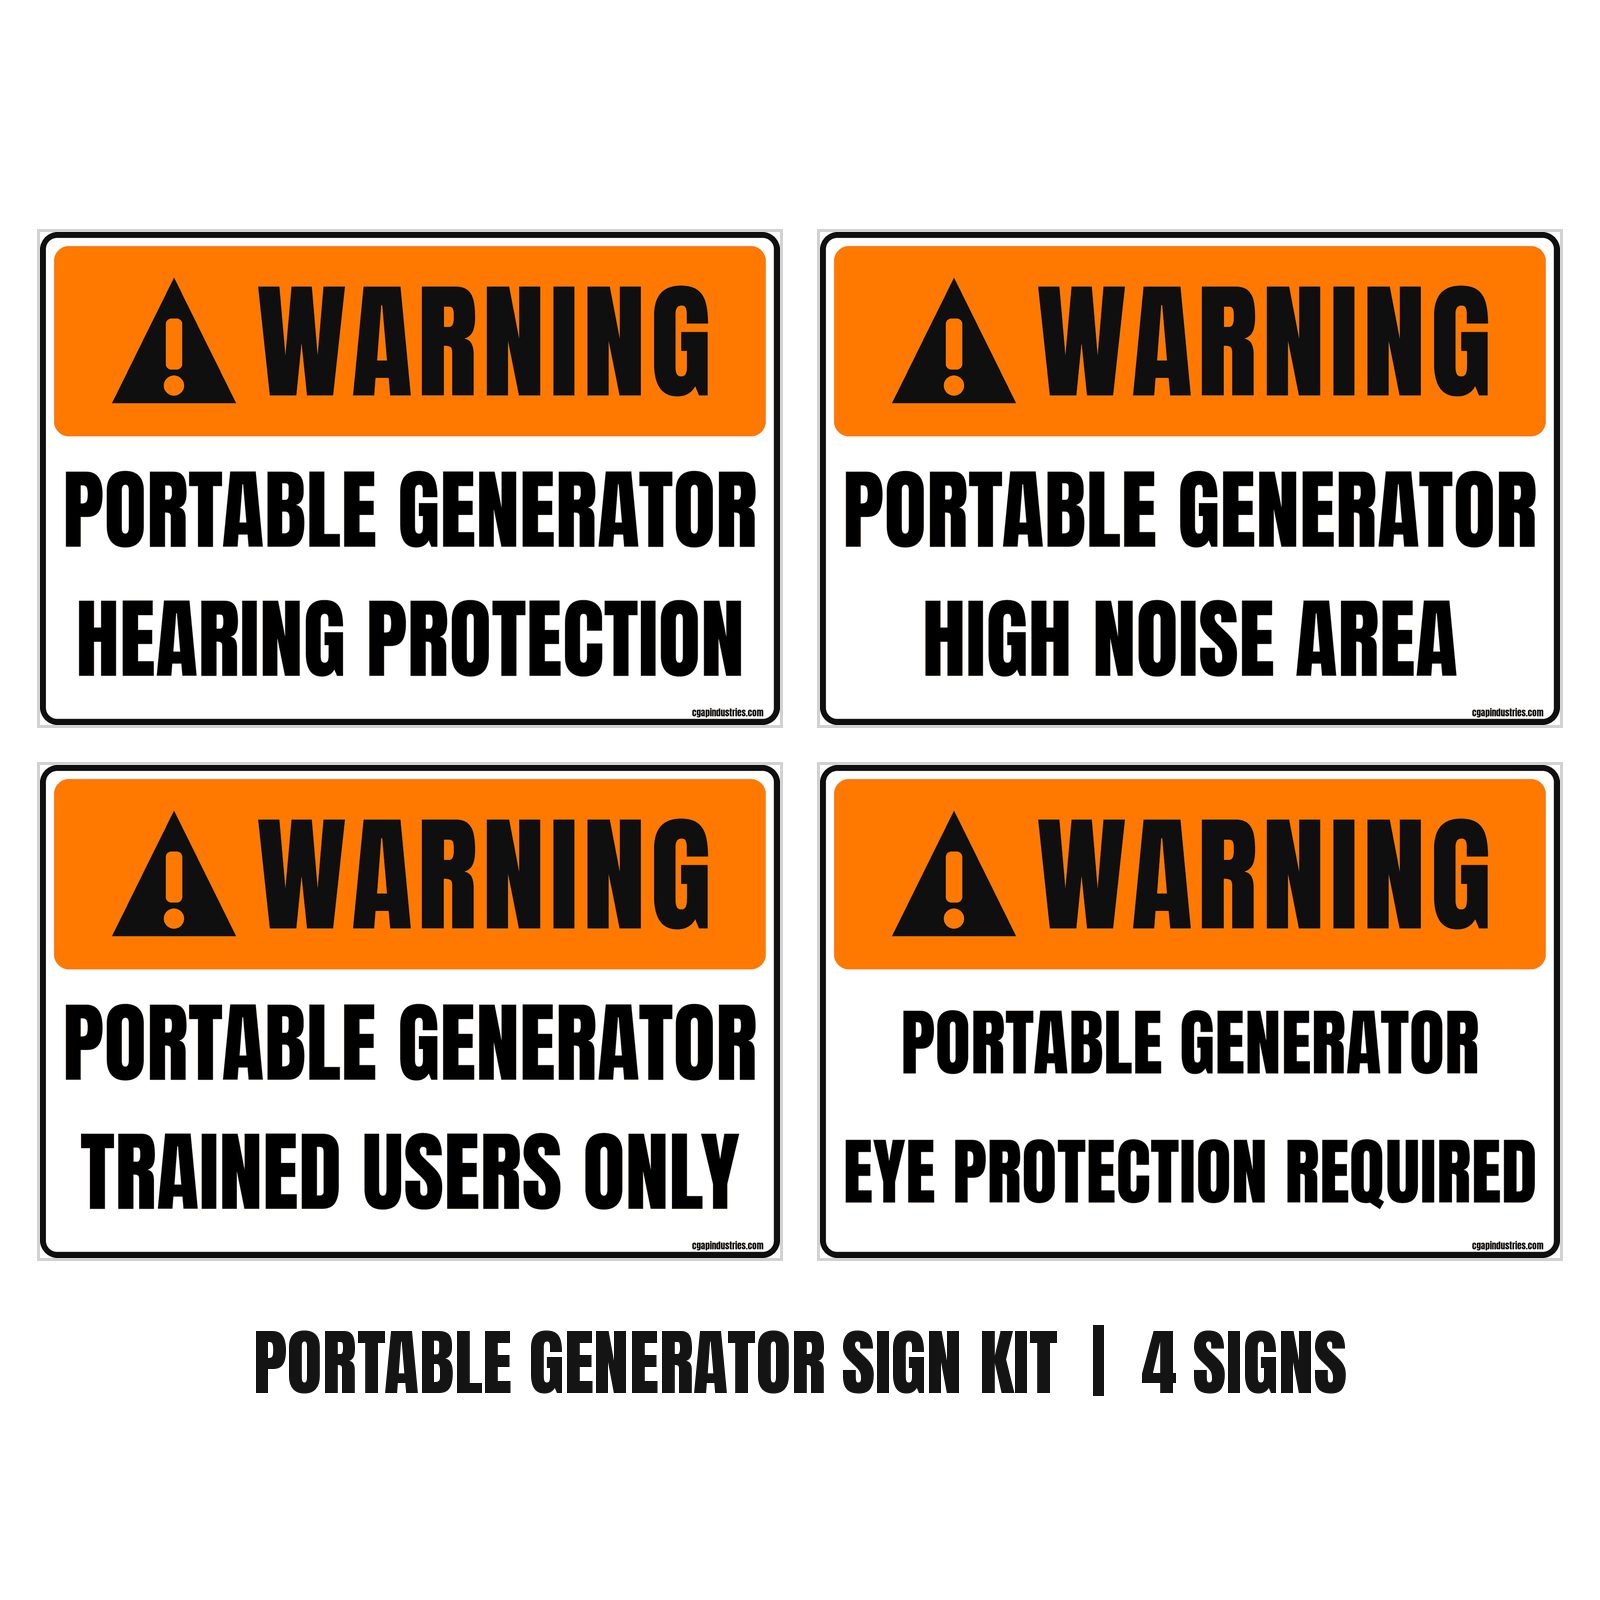 WARNING
PORTABLE GENERATOR
HEARING PROTECTION
cgapindustries.com
WARNING
PORTABLE GENERATOR
HIGH NOISE AREA
cgapindustries.com
WARNING
PORTABLE GENERATOR
TRAINED USERS ONLY
cgapindustries.com
WARNING
PORTABLE GENERATOR
EYE PROTECTION REQUIRED
cgapindustries.com
PORTABLE GENERATOR SIGN KIT | 4 SIGNS